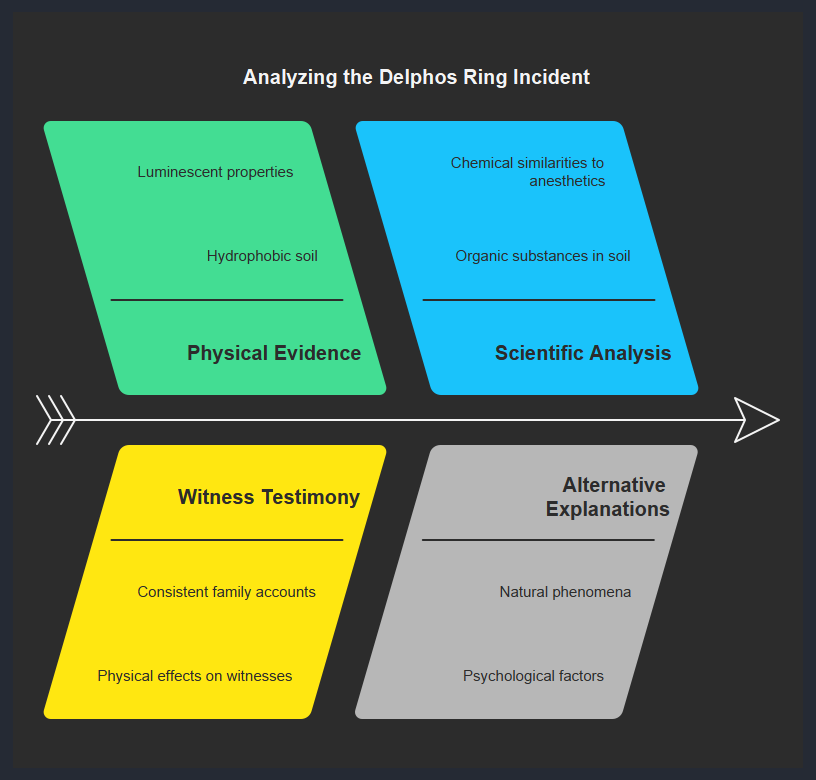 Analyzing the Delphos Ring Incident
Luminescent properties
Hydrophobic soil
Physical Evidence
Chemical similarities to
anesthetics
Organic substances in soil
Scientific Analysis
Witness Testimony
Consistent family accounts
Physical effects on witnesses
Alternative
Explanations
Natural phenomena
Psychological factors